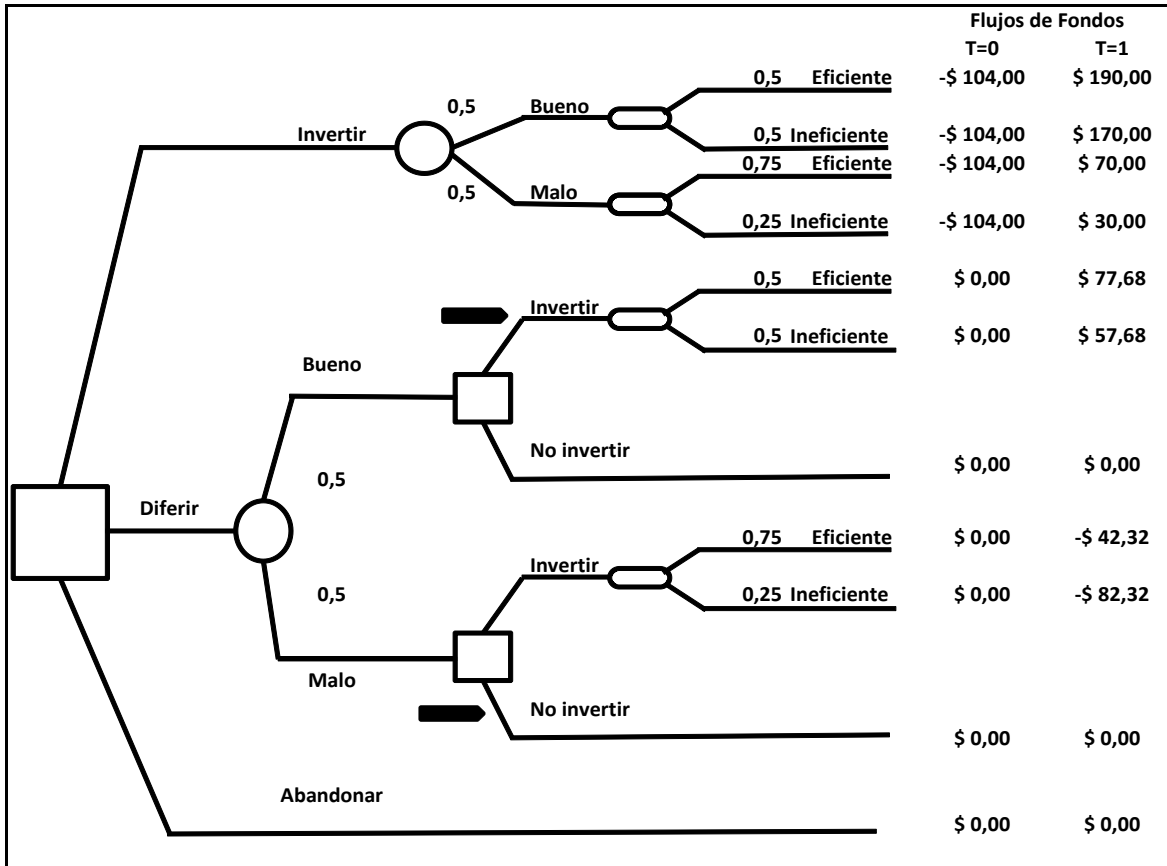 Flujos de Fondos
T=0 T=1
0,5 Eficiente -$ 104,00 $ 190,00
0,5 Bueno
Invertir
0,5 Ineficiente -$ 104,00 $ 170,00
0,75 Eficiente -$ 104,00 $ 70,00
0,5 Malo
0,25 Ineficiente -$ 104,00 $ 30,00
0,5 Eficiente $ 0,00 $ 77,68
Invertir
0,5 Ineficiente $ 0,00 $ 57,68
Bueno
No invertir
$ 0,00 $ 0,00
0,5
Diferir
0,75 Eficiente $ 0,00 -$ 42,32
Invertir
0,5
0,25 Ineficiente $ 0,00 -$ 82,32
Malo
No invertir
$ 0,00 $ 0,00
Abandonar
$ 0,00 $ 0,00